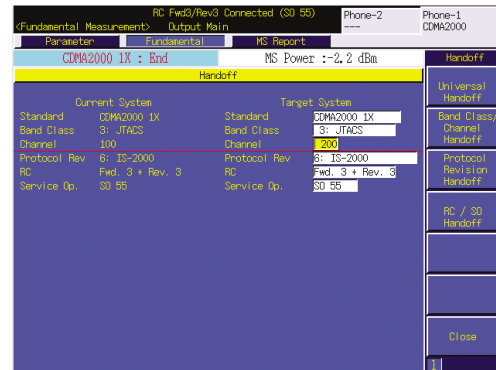 RC Fwd3/Rev3 Connected (SO 55)
<Fundamental Measurement> Output Main
Phone-2
---
Phone-1
CDMA2000
Parameter Fundamental MS Report
CDMA2000 1X : End MS Power :-2.2 dBm
Handoff
Handoff
Current System Target System
Standard CDMA2000 1X Standard CDMA2000 1X
Band Class 3: JTACS Band Class 3: JTACS
Channel 100 Channel 200
Protocol Rev 6: IS-2000 Protocol Rev 6: IS-2000
RC Fwd. 3 + Rev. 3 RC Fwd. 3 + Rev. 3
Service Op. SO 55 Service Op. SO 55
Universal
Handoff
Band Class/
Channel
Handoff
Protocol
Revision
Handoff
RC / SO
Handoff
Close
1